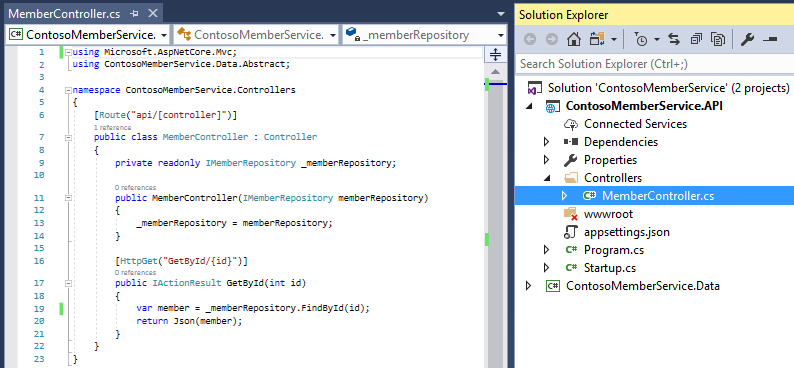 MemberController.cs
ContosoMemberService.
ContosoMemberService.
_memberRepository
1 using Microsoft.AspNetCore.Mvc;
2 using ContosoMemberService.Data.Abstract;
3
4 namespace ContosoMemberService.Controllers
5 {
6 [Route("api/[controller]")]
1 reference
7 public class MemberController : Controller
8 {
9 private readonly IMemberRepository _memberRepository;
10
0 references
11 public MemberController(IMemberRepository memberRepository)
12 {
13 _memberRepository = memberRepository;
14 }
15
16 [HttpGet("GetById/{id}")]
0 references
17 public IActionResult GetById(int id)
18 {
19 var member = _memberRepository.FindById(id);
20 return Json(member);
21 }
22 }
23 }
Solution Explorer
Search Solution Explorer (Ctrl+;)
Solution 'ContosoMemberService' (2 projects)
ContosoMemberService.API
Connected Services
Dependencies
Properties
Controllers
C# MemberController.cs
wwwroot
appsettings.json
C# Program.cs
C# Startup.cs
C# ContosoMemberService.Data